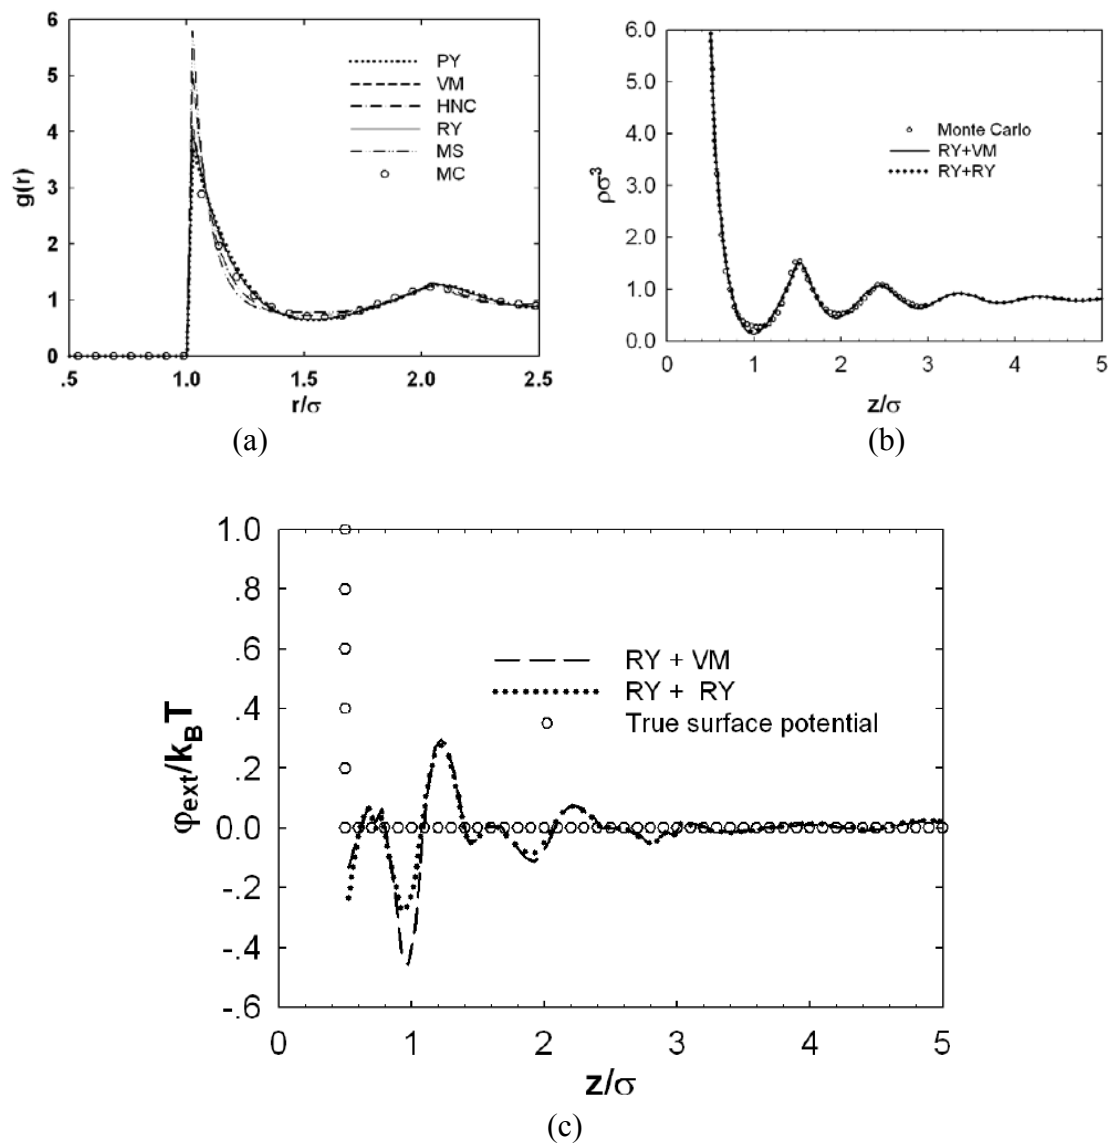 6
5
4
3
2
1
0
g(r)
.5
1.0
1.5
2.0
2.5
r/σ
PY
VM
HNC
RY
MS
MC
(a)
6.0
5.0
4.0
3.0
2.0
1.0
0.0
ρσ³
0
1
2
3
4
5
z/σ
Monte Carlo
RY+VM
RY+RY
(b)
1.0
.8
.6
.4
.2
0.0
-.2
-.4
-.6
φext/kBT
0
1
2
3
4
5
z/σ
RY + VM
RY + RY
True surface potential
(c)